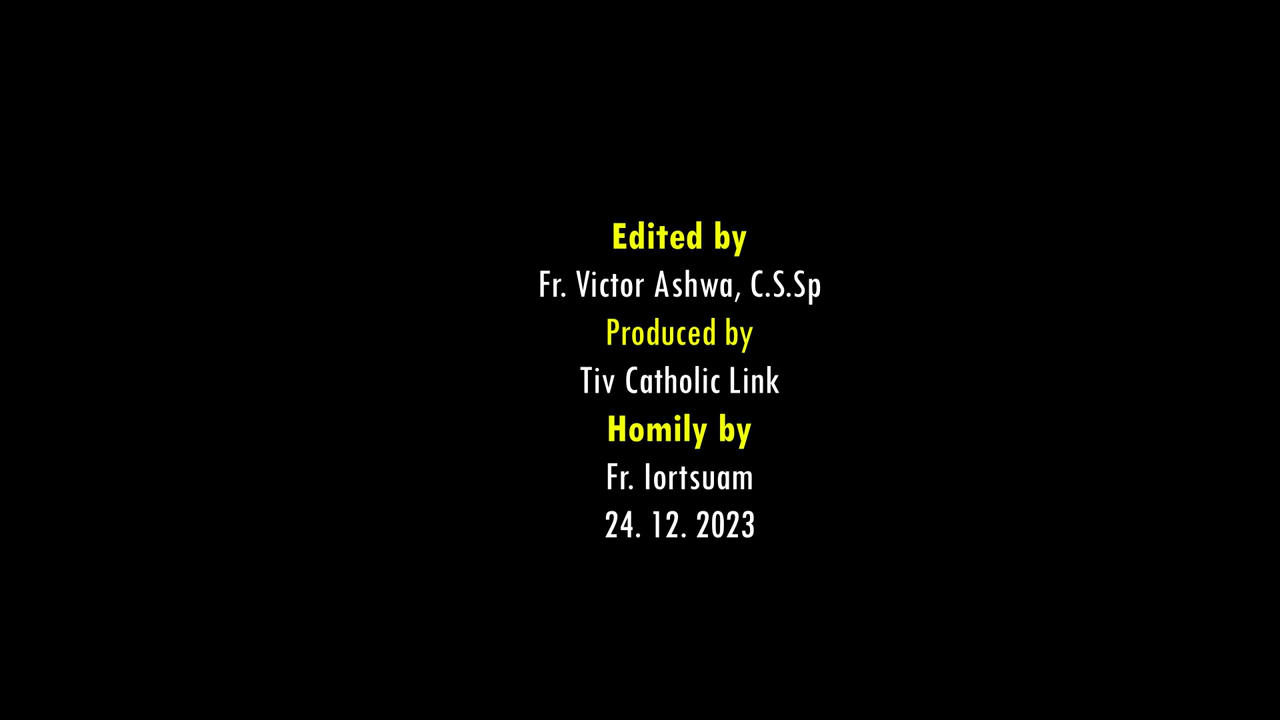 Edited by
Fr. Victor Ashwa, C.S.Sp
Produced by
Tiv Catholic Link
Homily by
Fr. Iortsuam
24. 12. 2023